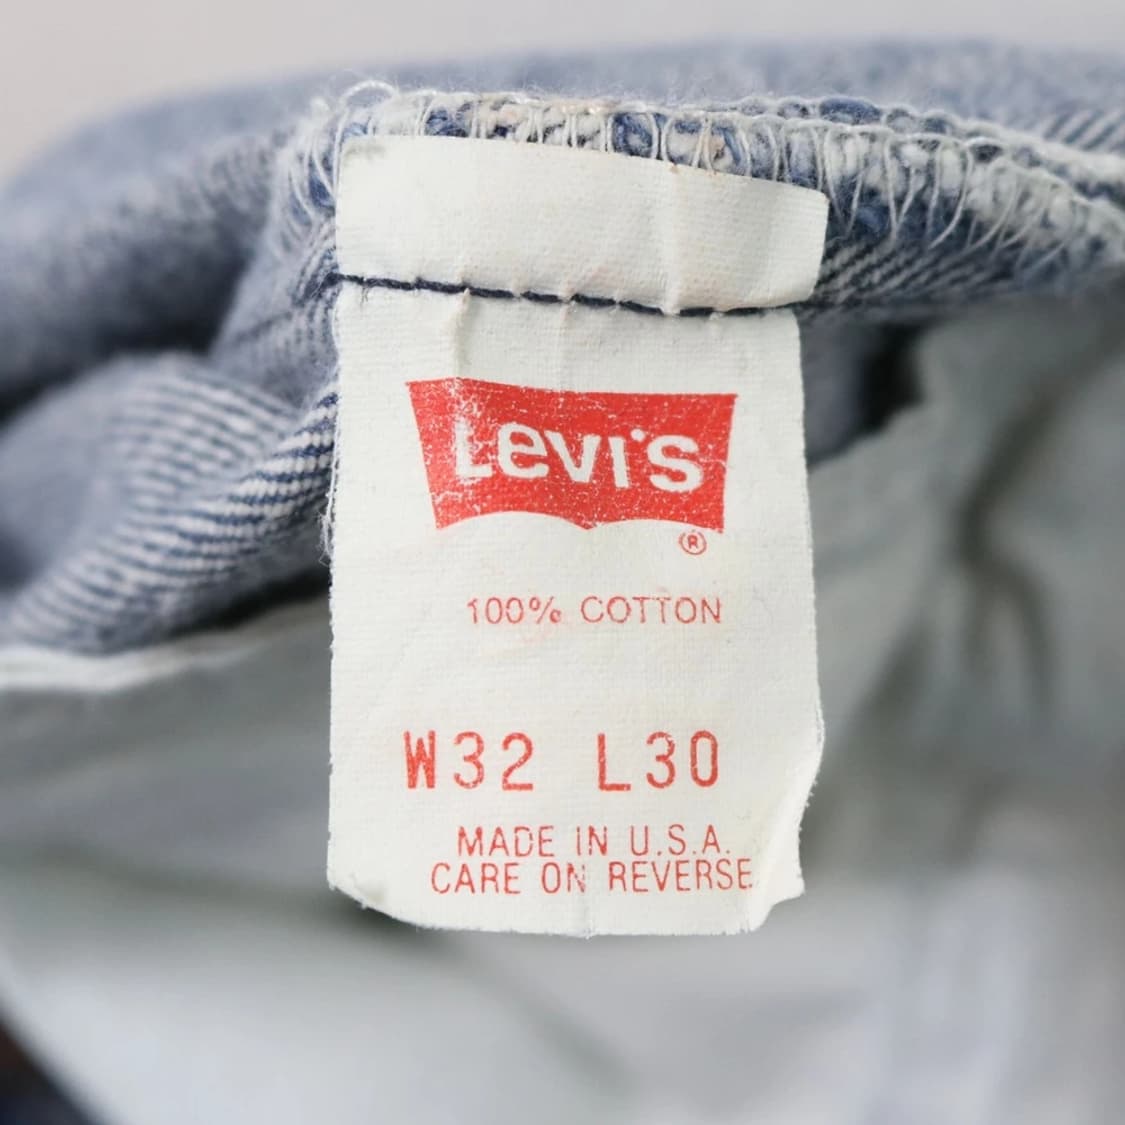 Levi's
®
100% COTTON
W32 L30
MADE IN U.S.A.
CARE ON REVERSE